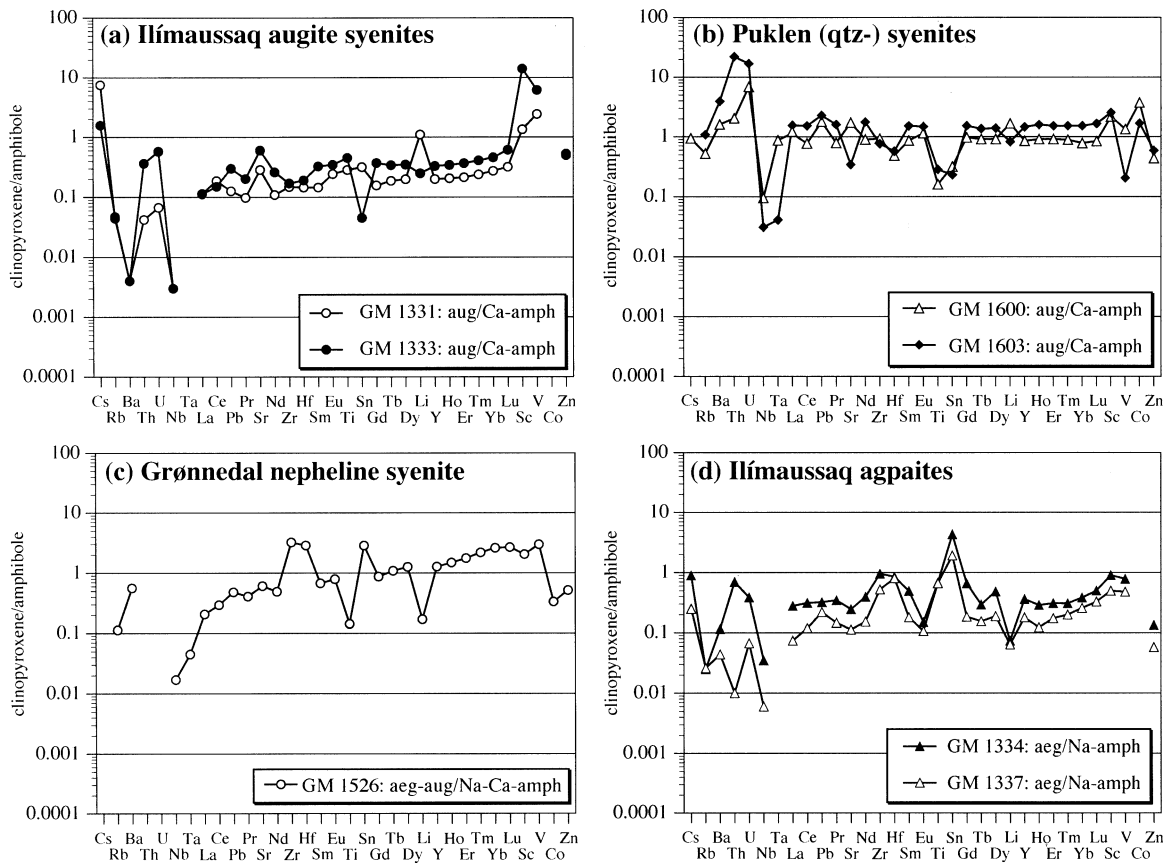 (a) Ilímaussaq augite syenites
100
10
1
0.1
0.01
0.001
0.0001
clinopyroxene/amphibole
GM 1331: aug/Ca-amph
GM 1333: aug/Ca-amph
Cs Ba U Ta Ce Pr Nd Hf Eu Sn Tb Li Ho Tm Lu V Zn
Rb Th Nb La Pb Sr Zr Sm Ti Gd Dy Y Er Yb Sc Co
(b) Puklen (qtz-) syenites
100
10
1
0.1
0.01
0.001
0.0001
clinopyroxene/amphibole
GM 1600: aug/Ca-amph
GM 1603: aug/Ca-amph
Cs Ba U Ta Ce Pr Nd Hf Eu Sn Tb Li Ho Tm Lu V Zn
Rb Th Nb La Pb Sr Zr Sm Ti Gd Dy Y Er Yb Sc Co
(c) Grønnedal nepheline syenite
100
10
1
0.1
0.01
0.001
0.0001
clinopyroxene/amphibole
GM 1526: aeg-aug/Na-Ca-amph
Cs Ba U Ta Ce Pr Nd Hf Eu Sn Tb Li Ho Tm Lu V Zn
Rb Th Nb La Pb Sr Zr Sm Ti Gd Dy Y Er Yb Sc Co
(d) Ilímaussaq agpaites
100
10
1
0.1
0.01
0.001
0.0001
clinopyroxene/amphibole
GM 1334: aeg/Na-amph
GM 1337: aeg/Na-amph
Cs Ba U Ta Ce Pr Nd Hf Eu Sn Tb Li Ho Tm Lu V Zn
Rb Th Nb La Pb Sr Zr Sm Ti Gd Dy Y Er Yb Sc Co